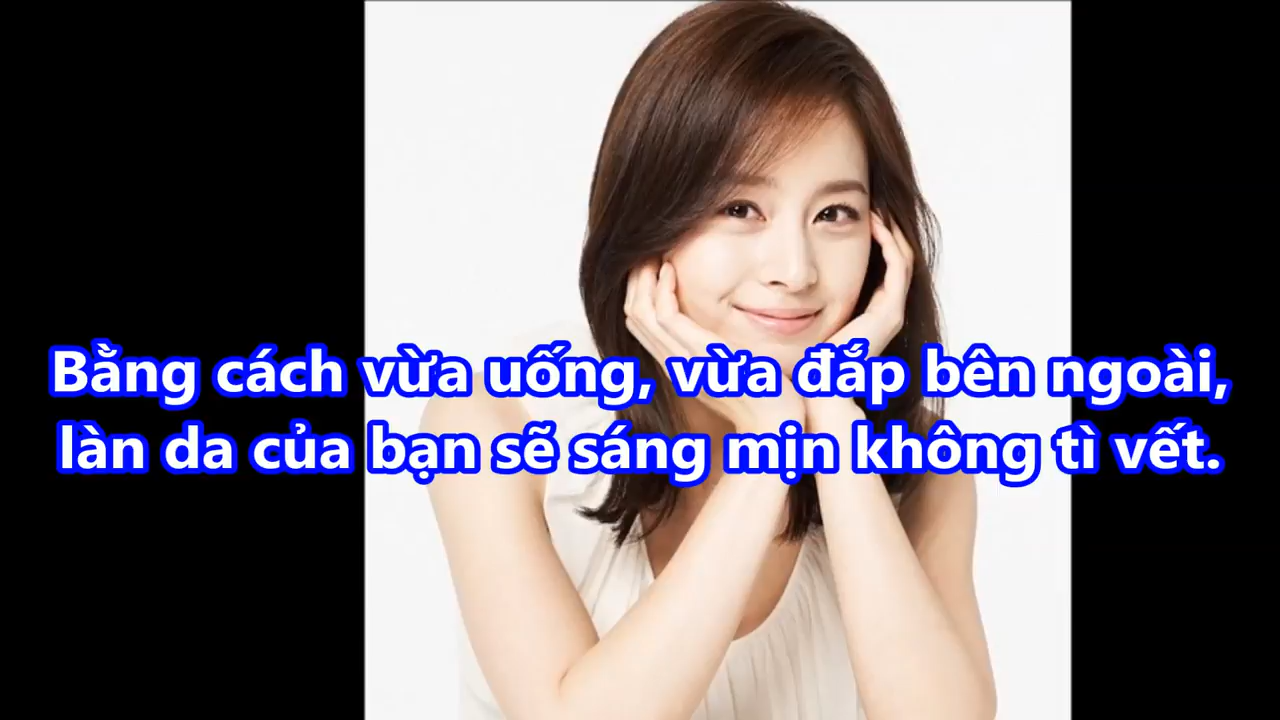 Bằng cách vừa uống, vừa đắp bên ngoài,
làn da của bạn sẽ sáng mịn không tì vết.